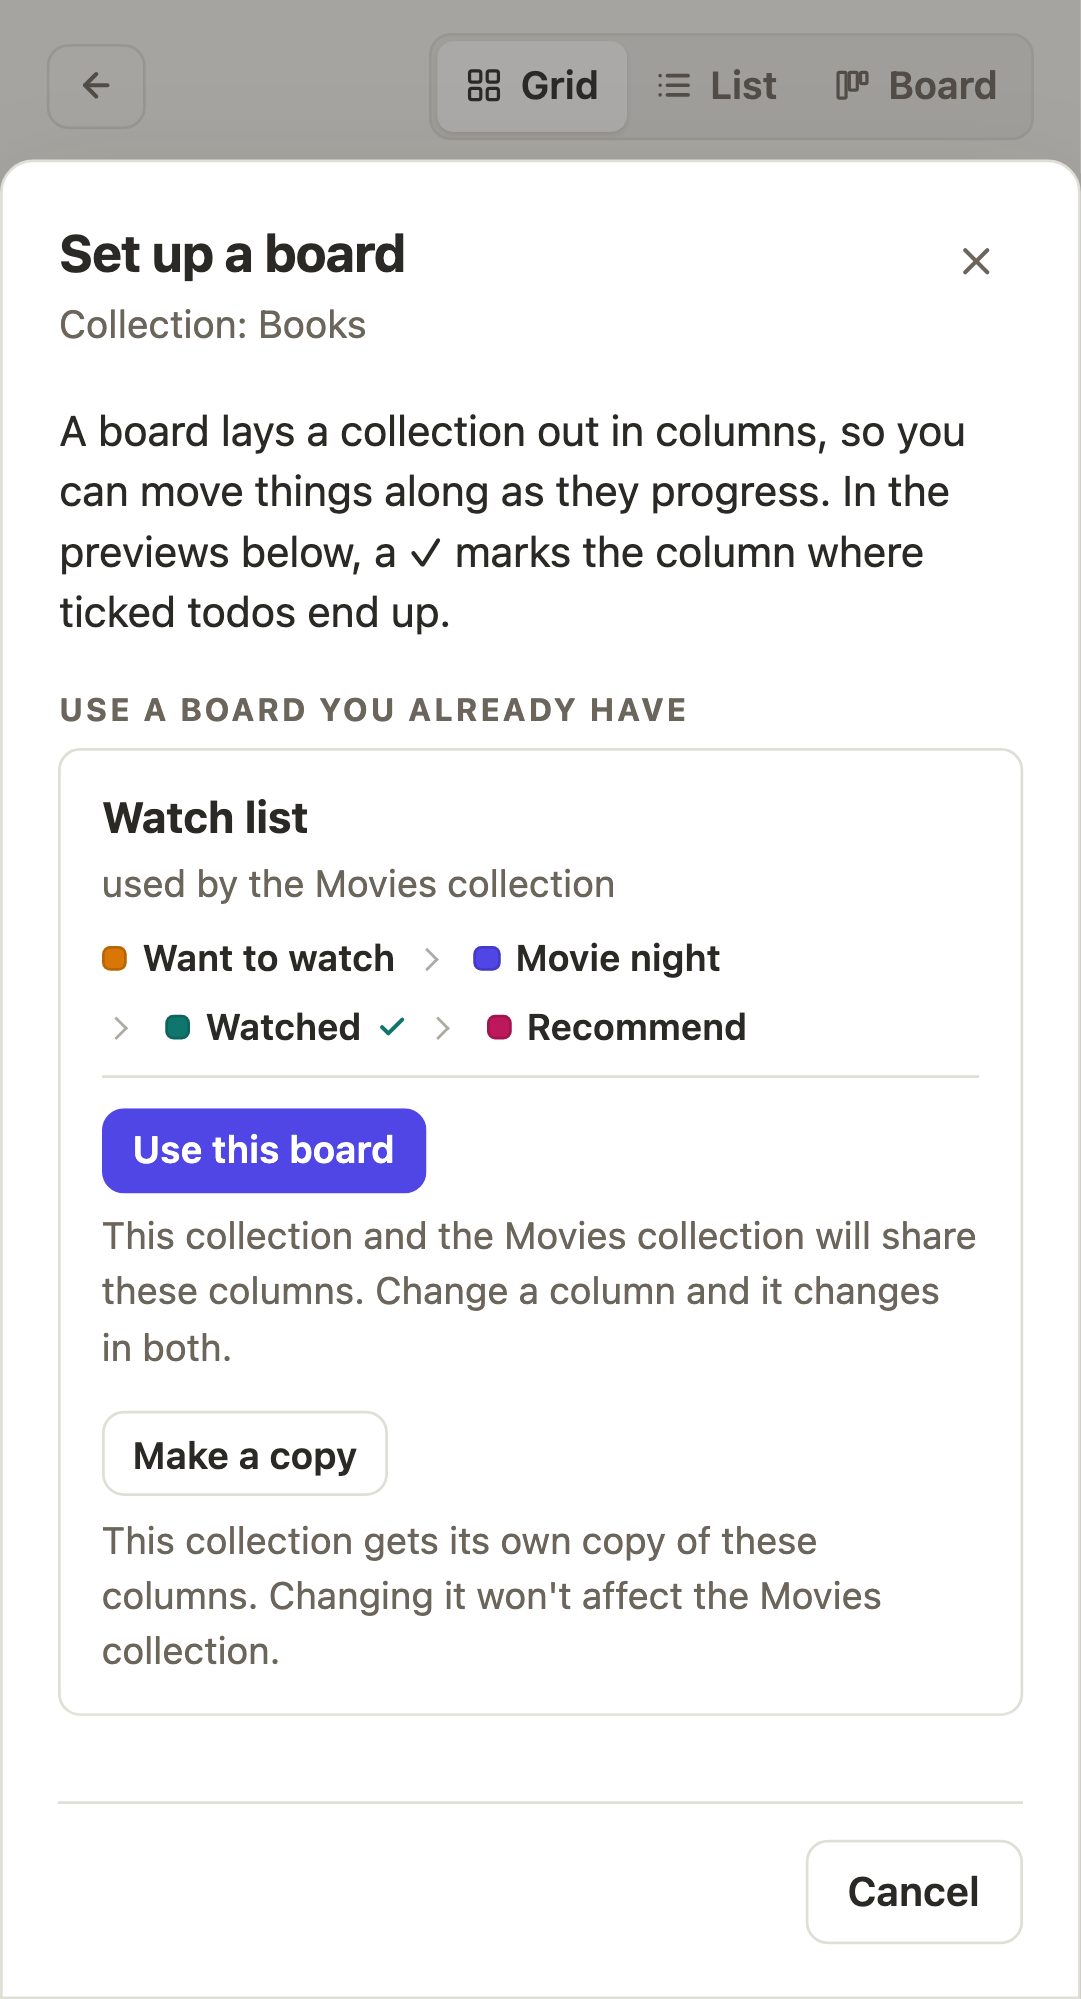 Grid List Board
Set up a board
Collection: Books
A board lays a collection out in columns, so you
can move things along as they progress. In the
previews below, a ✓ marks the column where
ticked todos end up.
USE A BOARD YOU ALREADY HAVE
Watch list
used by the Movies collection
Want to watch > Movie night
> Watched ✓ > Recommend
Use this board
This collection and the Movies collection will share
these columns. Change a column and it changes
in both.
Make a copy
This collection gets its own copy of these
columns. Changing it won't affect the Movies
collection.
Cancel